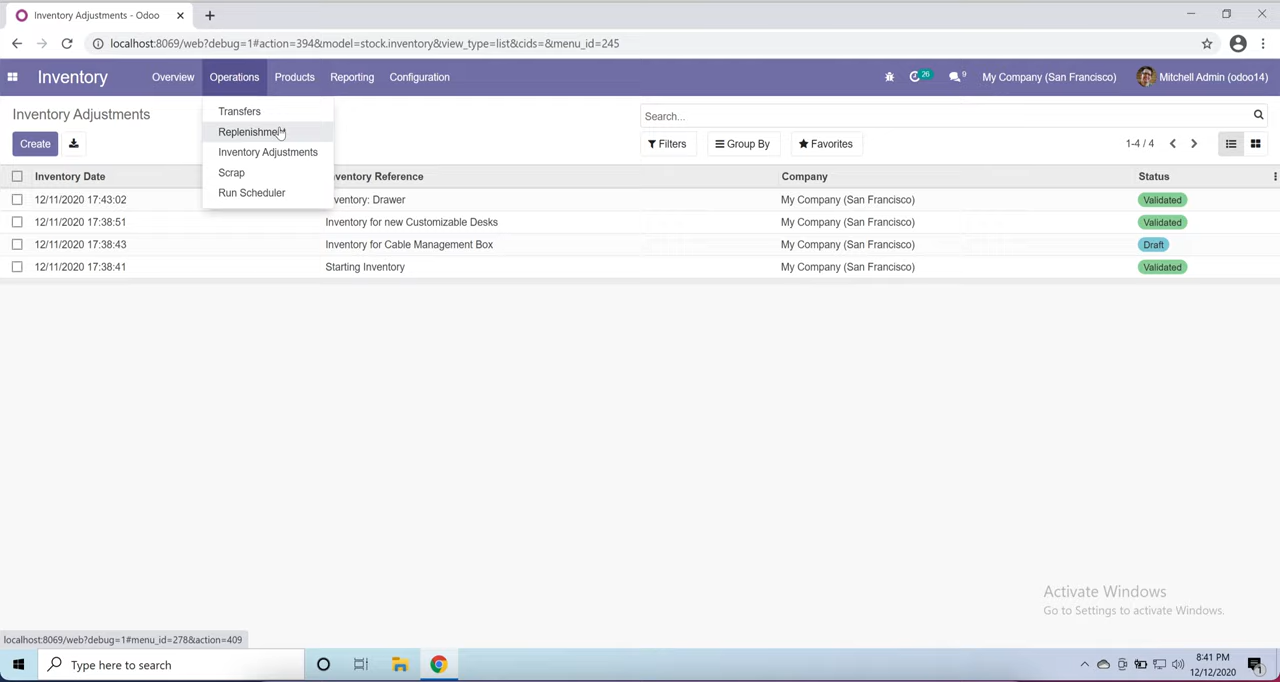 Inventory Adjustments - Odoo
localhost:8069/web?debug=1#action=394&model=stock.inventory&view_type=list&cids=&menu_id=245
Inventory Overview Operations Products Reporting Configuration 26 9 My Company (San Francisco) Mitchell Admin (odoo14)
Inventory Adjustments
Transfers
Search...
Replenishment
Create
Filters Group By Favorites 1-4 / 4
Inventory Adjustments
Scrap
Run Scheduler
Inventory Date ventory Reference Company Status
12/11/2020 17:43:02 ventory: Drawer My Company (San Francisco) Validated
12/11/2020 17:38:51 Inventory for new Customizable Desks My Company (San Francisco) Validated
12/11/2020 17:38:43 Inventory for Cable Management Box My Company (San Francisco) Draft
12/11/2020 17:38:41 Starting Inventory My Company (San Francisco) Validated
Activate Windows
Go to Settings to activate Windows.
localhost:8069/web?debug=1#menu_id=278&action=409
Type here to search
8:41 PM
12/12/2020
1